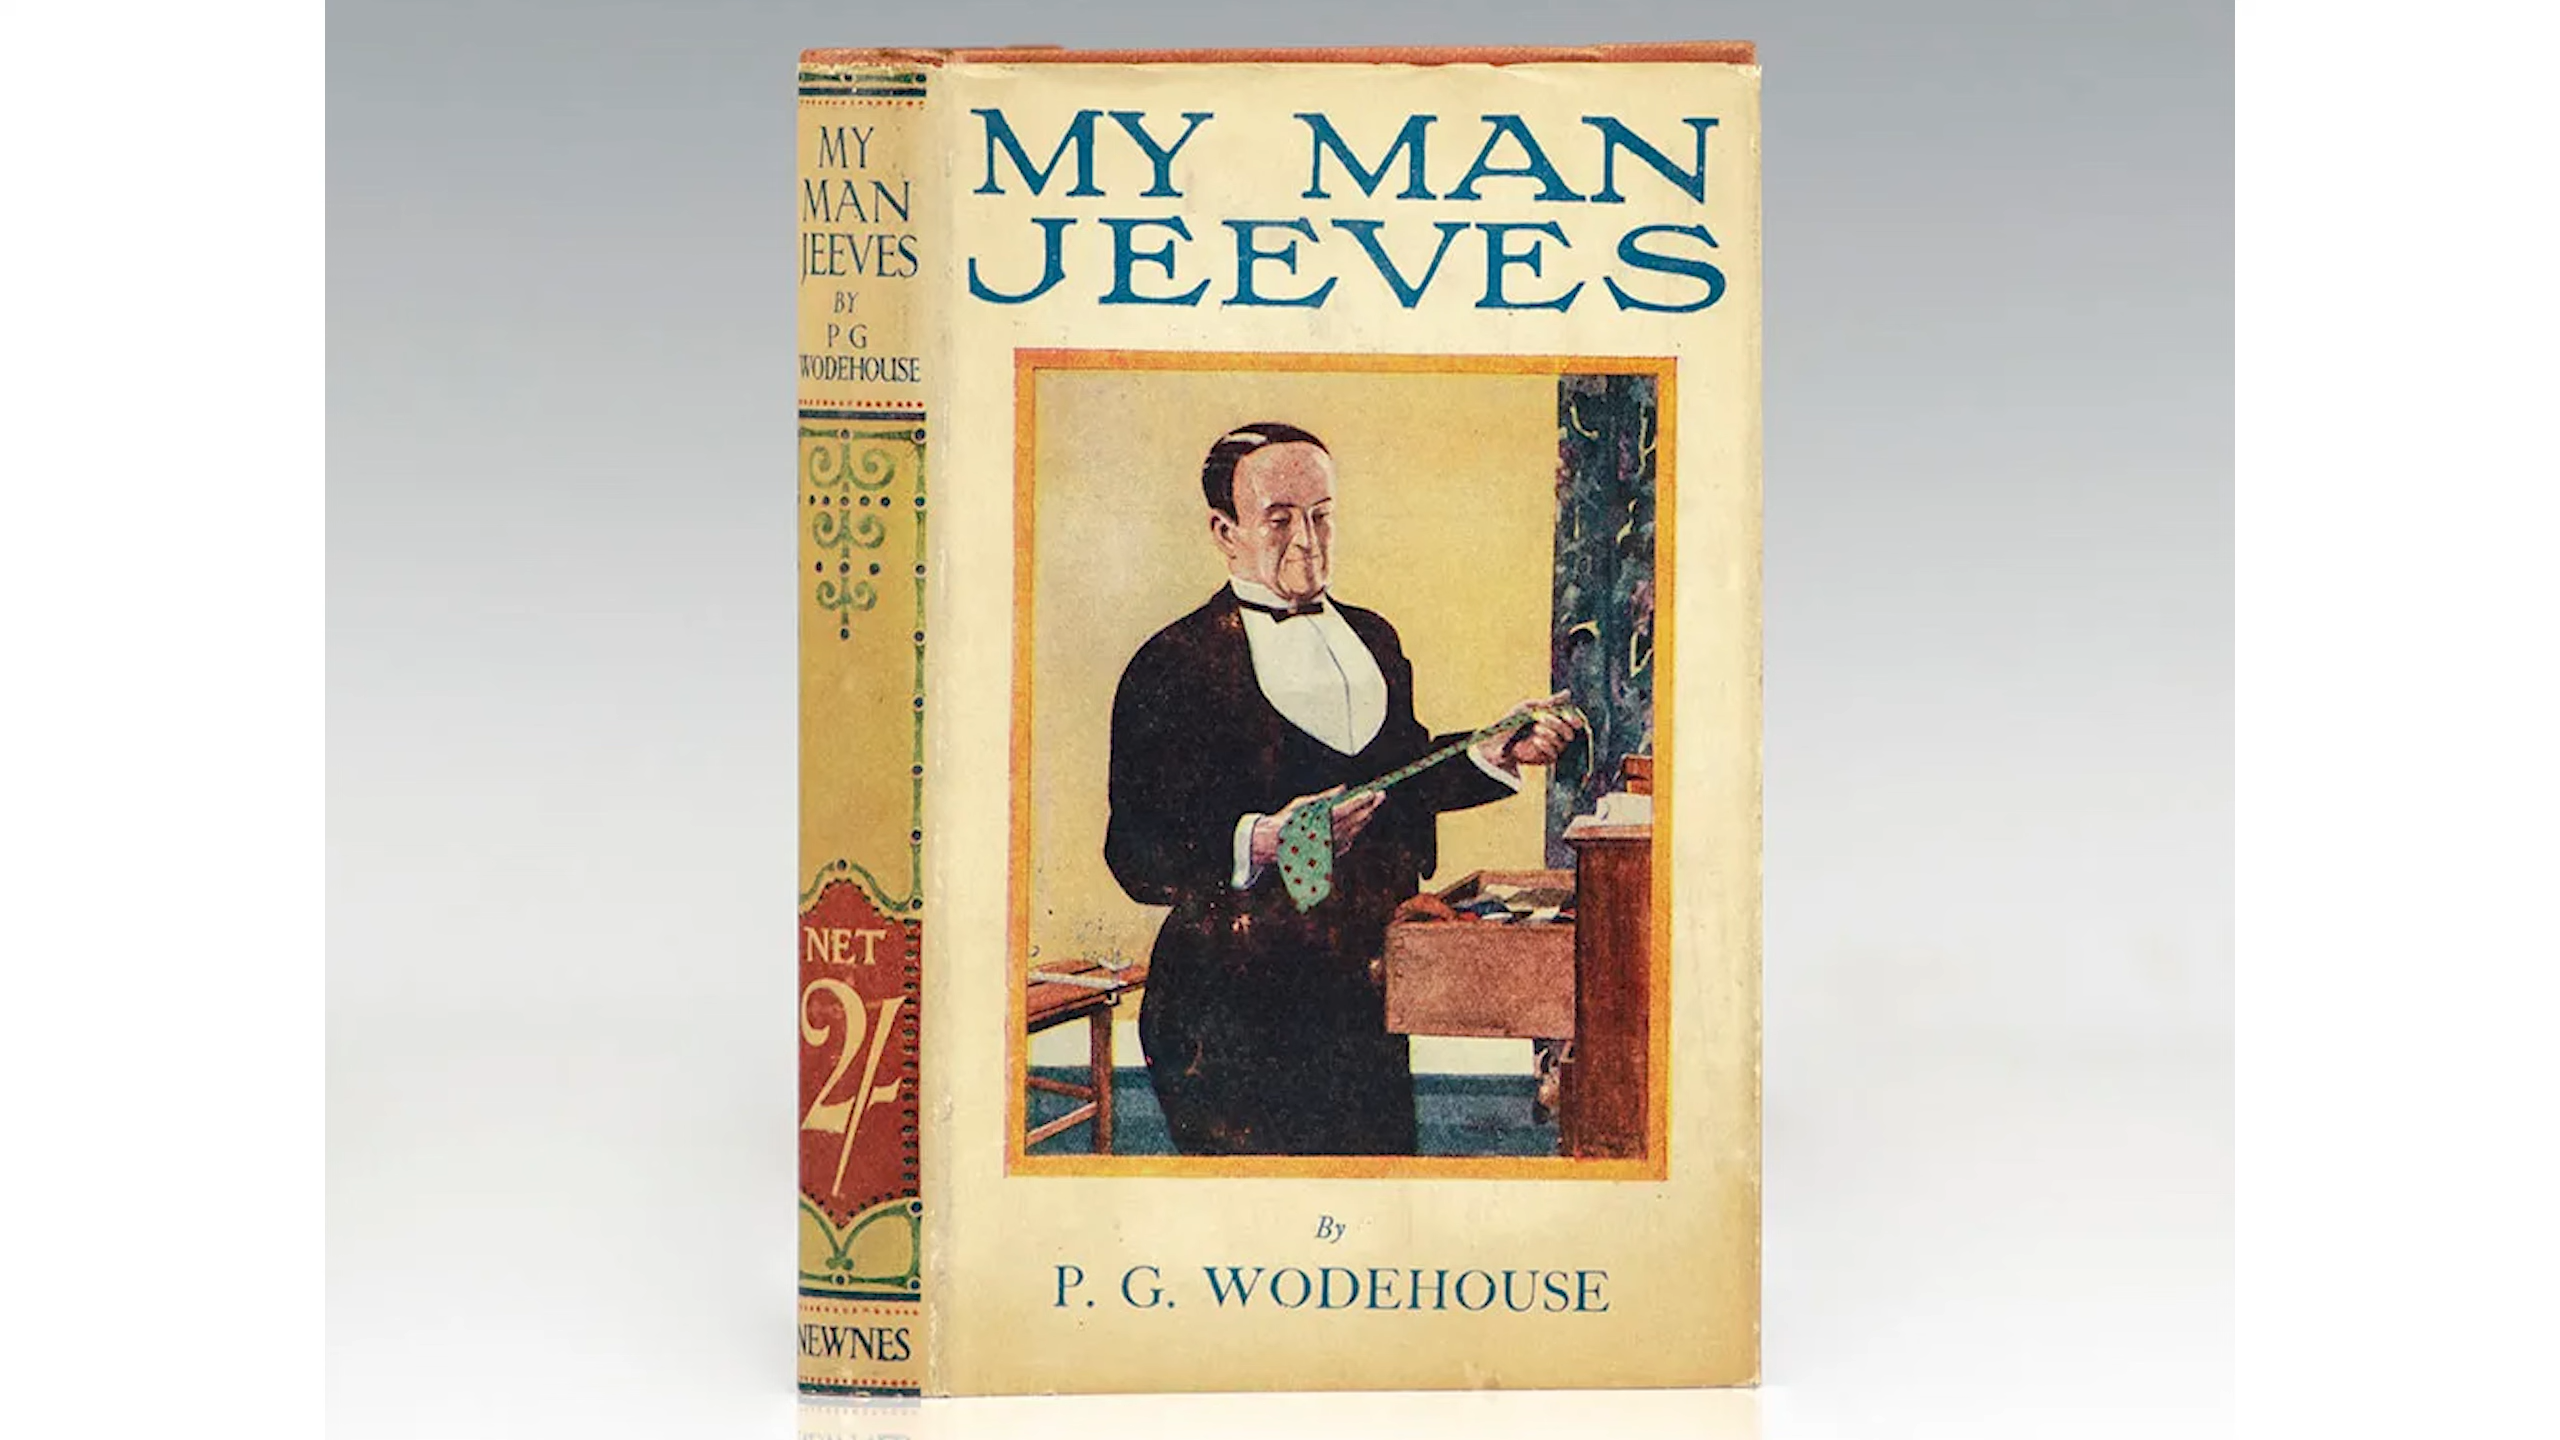 MY
MAN
JEEVES
BY
P G
WODEHOUSE
NET
2/-
NEWNES
MY MAN
JEEVES
By
P. G. WODEHOUSE